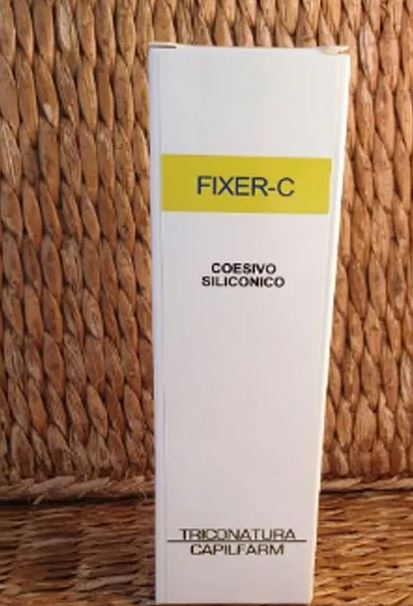 FIXER-C
COESIVO
SILICONICO
TRICONATURA
CAPILFARM